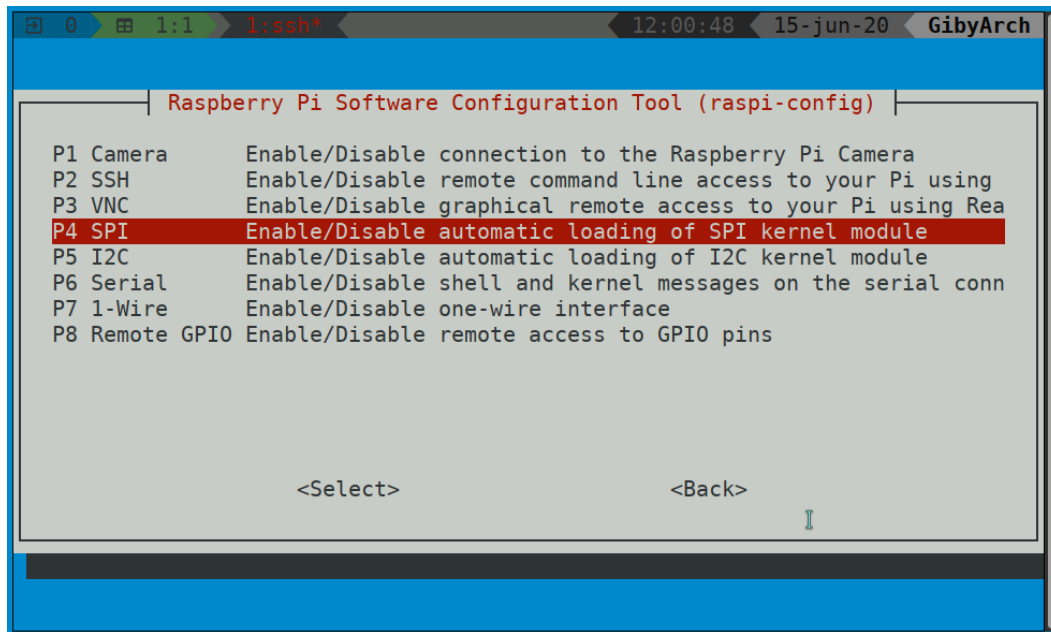 0 1:1 1:ssh* 12:00:48 15-jun-20 GibyArch
Raspberry Pi Software Configuration Tool (raspi-config)
P1 Camera Enable/Disable connection to the Raspberry Pi Camera
P2 SSH Enable/Disable remote command line access to your Pi using
P3 VNC Enable/Disable graphical remote access to your Pi using Rea
P4 SPI Enable/Disable automatic loading of SPI kernel module
P5 I2C Enable/Disable automatic loading of I2C kernel module
P6 Serial Enable/Disable shell and kernel messages on the serial conn
P7 1-Wire Enable/Disable one-wire interface
P8 Remote GPIO Enable/Disable remote access to GPIO pins
<Select> <Back>